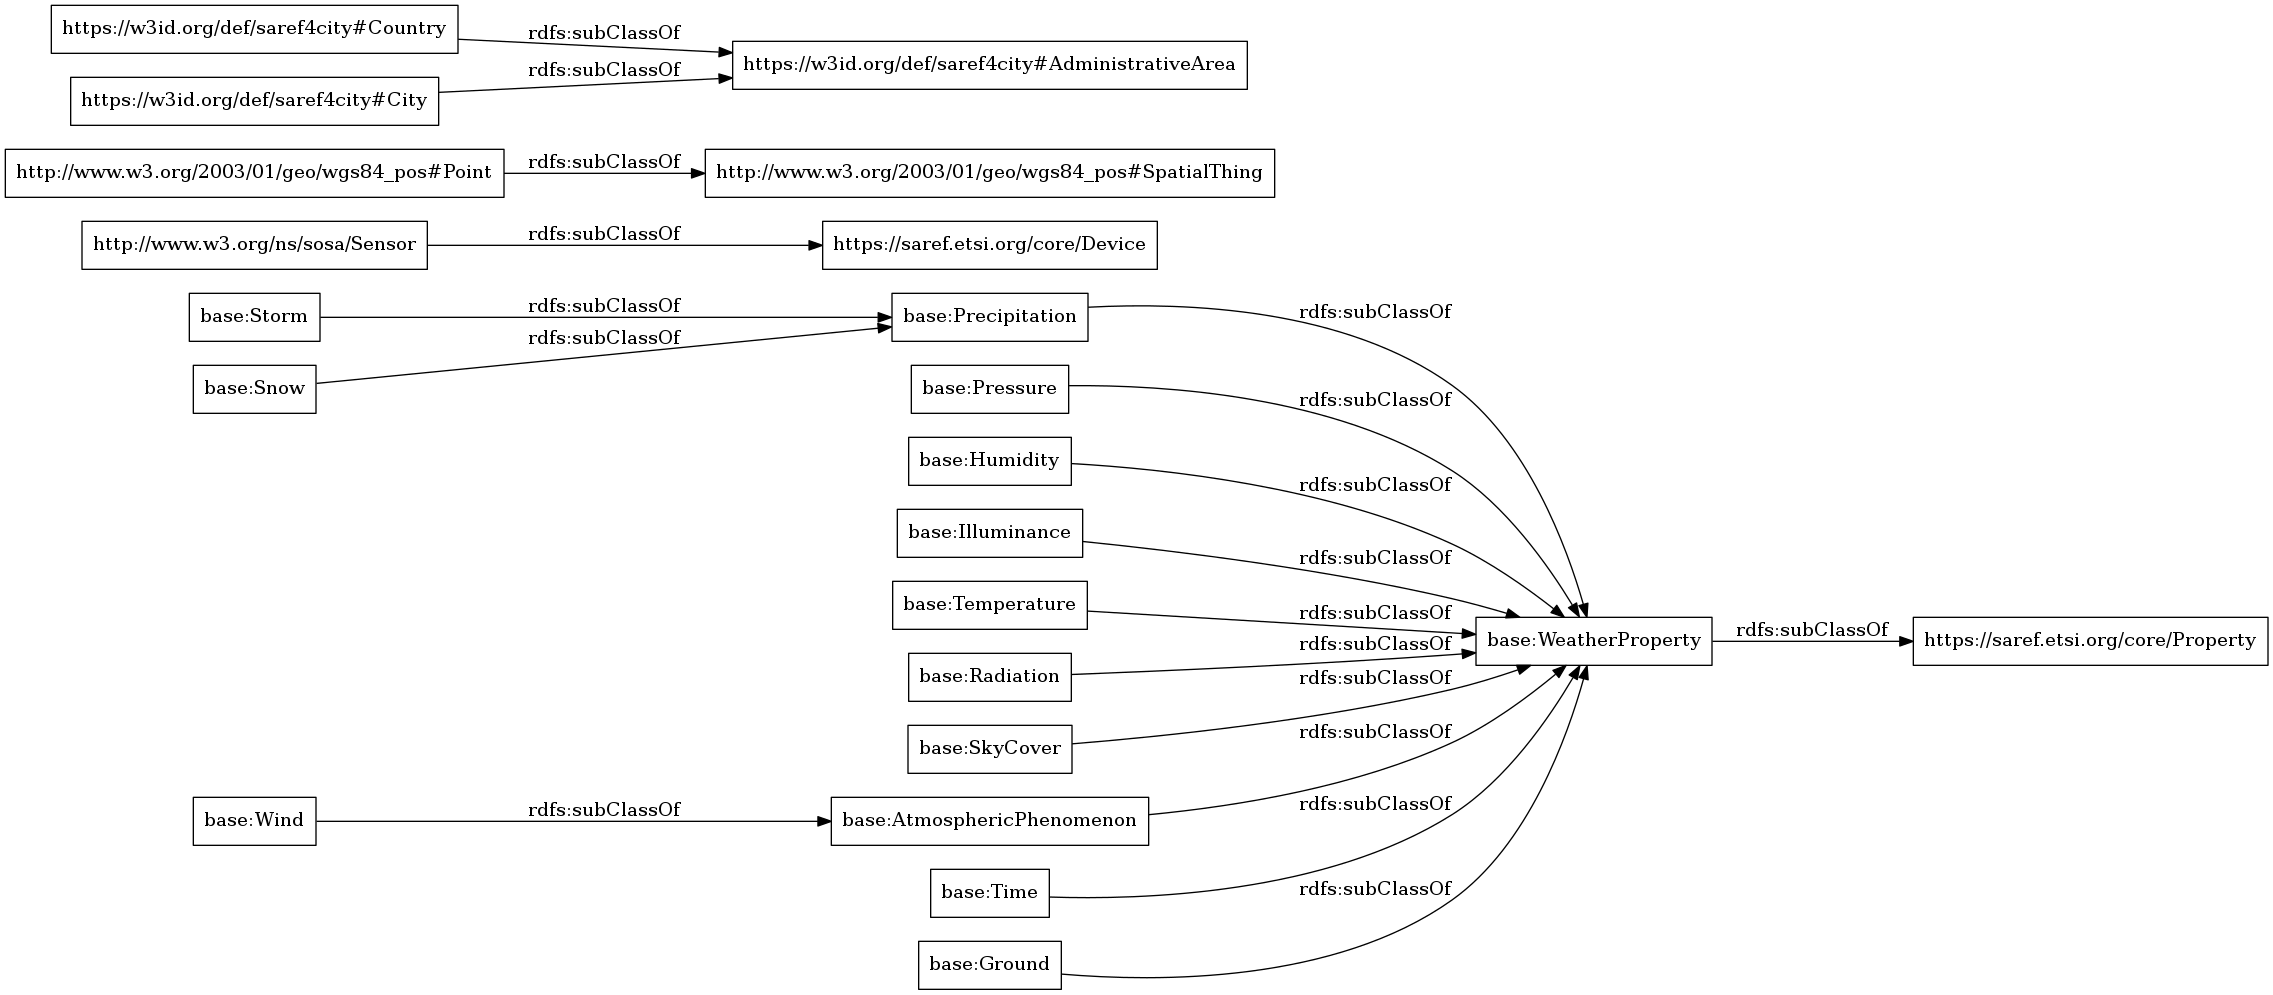 https://w3id.org/def/saref4city#Country
rdfs:subClassOf
https://w3id.org/def/saref4city#AdministrativeArea
rdfs:subClassOf
https://w3id.org/def/saref4city#City
http://www.w3.org/2003/01/geo/wgs84_pos#Point
rdfs:subClassOf
http://www.w3.org/2003/01/geo/wgs84_pos#SpatialThing
http://www.w3.org/ns/sosa/Sensor
rdfs:subClassOf
https://saref.etsi.org/core/Device
base:Storm
rdfs:subClassOf
base:Precipitation
rdfs:subClassOf
rdfs:subClassOf
base:Snow
base:Pressure
rdfs:subClassOf
base:Humidity
rdfs:subClassOf
base:Illuminance
rdfs:subClassOf
base:Temperature
rdfs:subClassOf
base:WeatherProperty
rdfs:subClassOf
https://saref.etsi.org/core/Property
rdfs:subClassOf
base:Radiation
rdfs:subClassOf
base:SkyCover
rdfs:subClassOf
base:Wind
rdfs:subClassOf
base:AtmosphericPhenomenon
rdfs:subClassOf
base:Time
rdfs:subClassOf
base:Ground